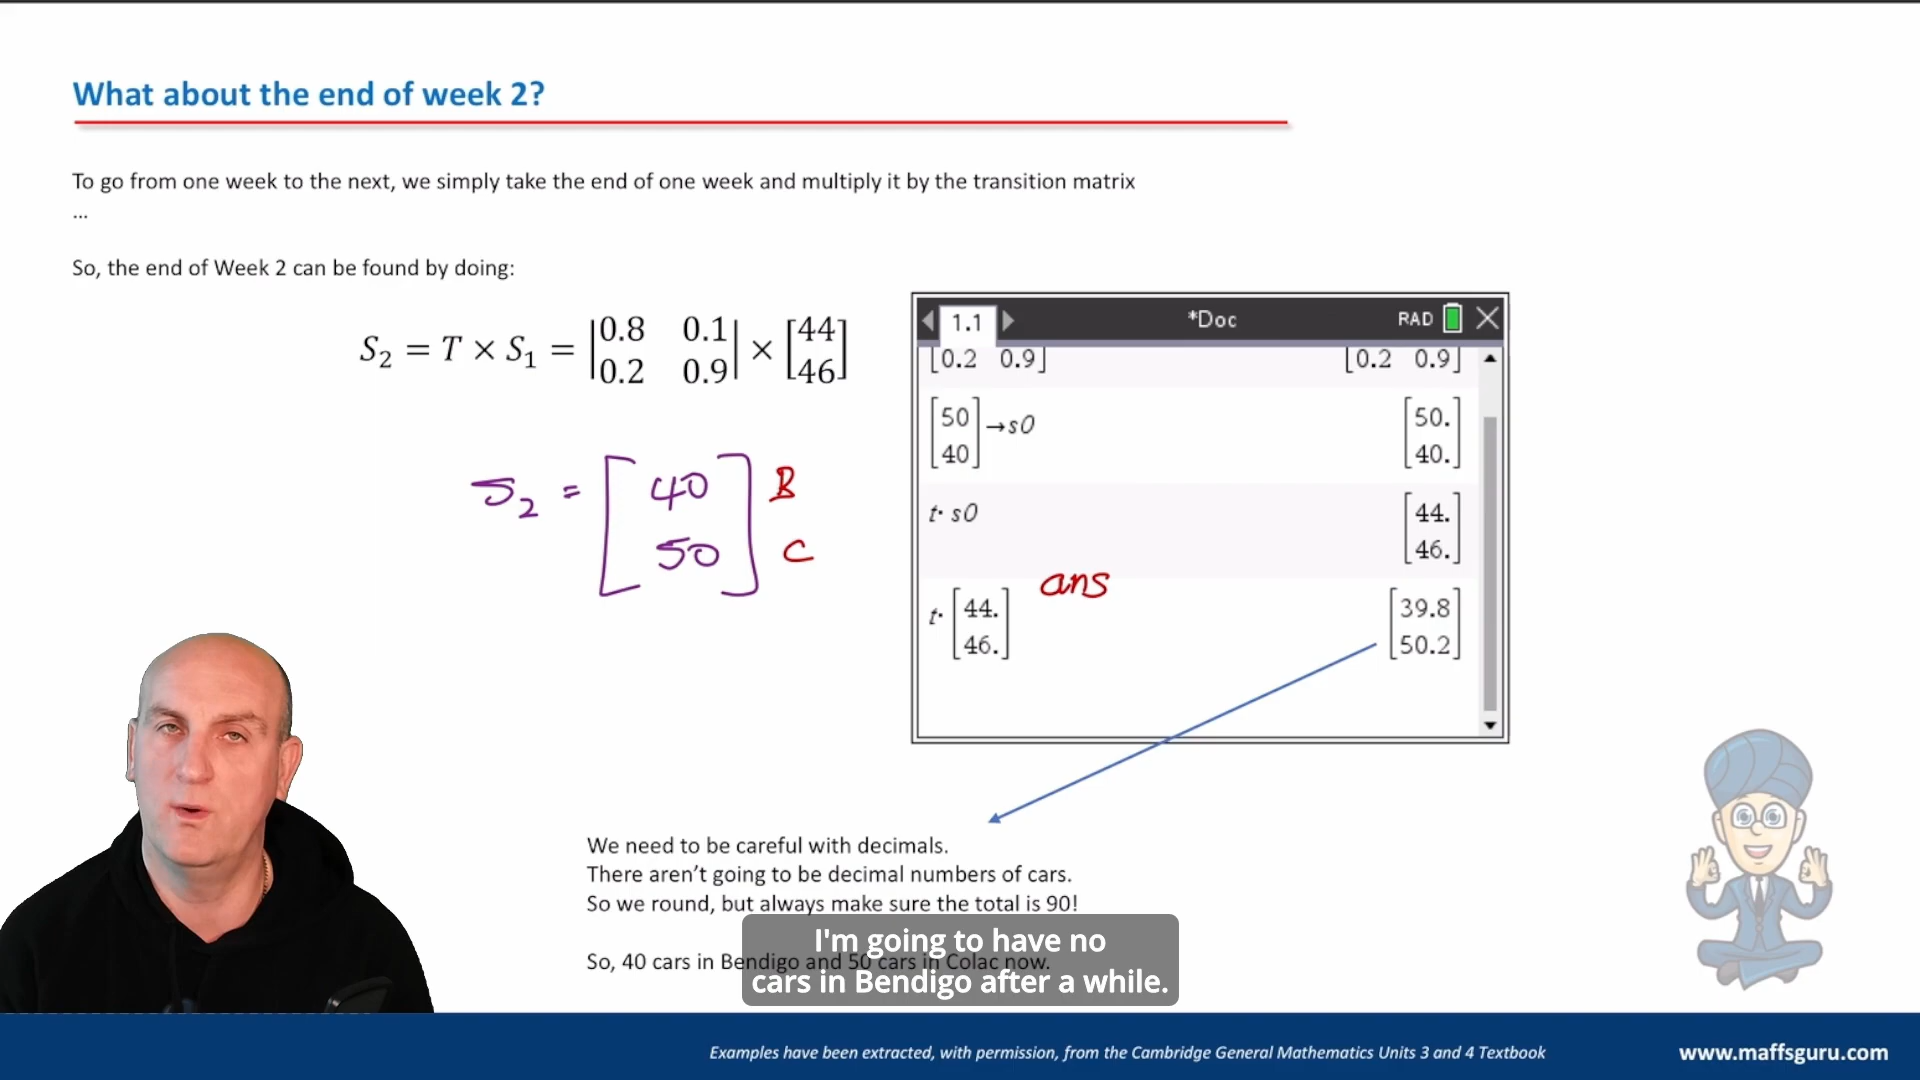 What about the end of week 2?
To go from one week to the next, we simply take the end of one week and multiply it by the transition matrix
...
So, the end of Week 2 can be found by doing:
S₂ = T × S₁ = |0.8 0.1| × [44]
|0.2 0.9| [46]
S₂ = [40] B
[50] C
1.1 *Doc RAD
[0.2 0.9] [0.2 0.9]
[50] →s0 [50.]
[40] [40.]
t· s0 [44.]
[46.]
ans
t· [44.] [39.8]
[46.] [50.2]
We need to be careful with decimals.
There aren't going to be decimal numbers of cars.
So we round, but always make sure the total is 90!
So, 40 cars in Bendigo and 50 cars in Colac now.
I'm going to have no
cars in Bendigo after a while.
Examples have been extracted, with permission, from the Cambridge General Mathematics Units 3 and 4 Textbook
www.maffsguru.com